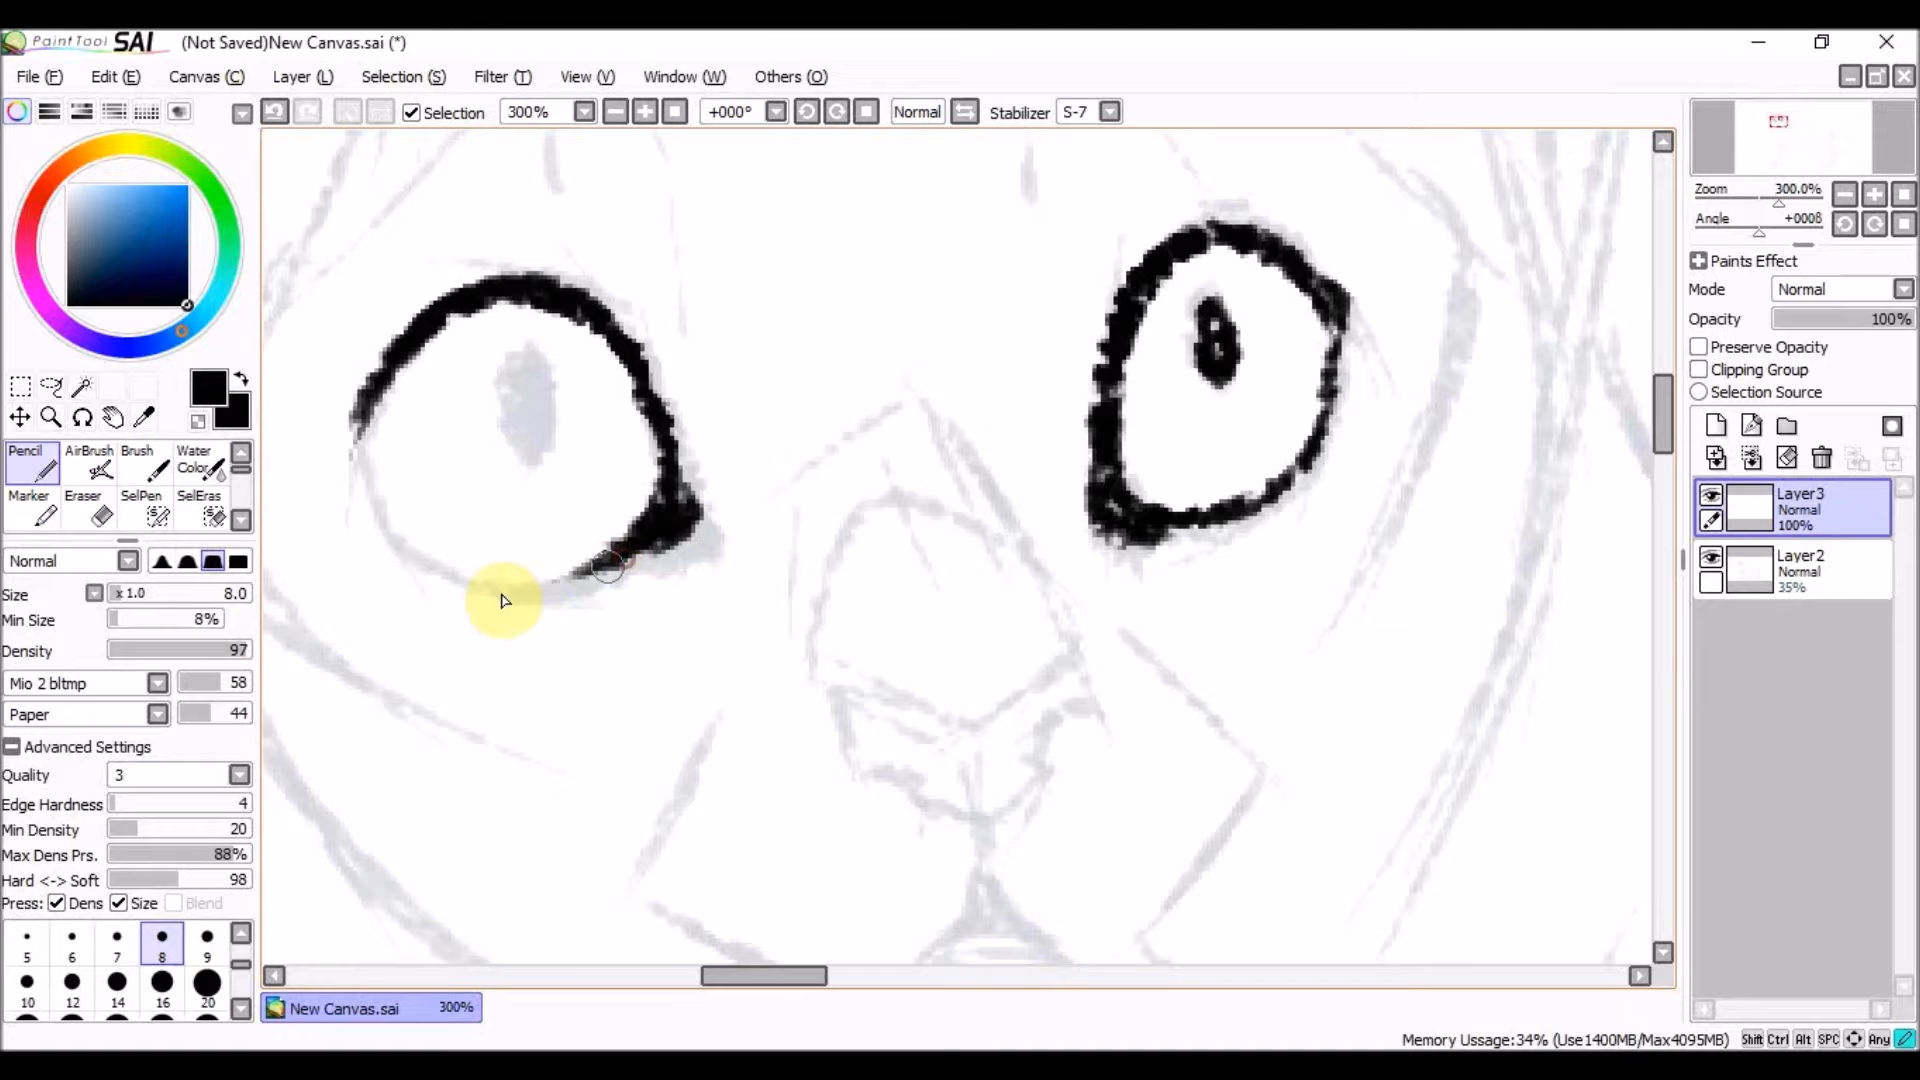 PaintTool SAI (Not Saved)New Canvas.sai (*)
File (F) Edit (E) Canvas (C) Layer (L) Selection (S) Filter (T) View (V) Window (W) Others (O)
Selection 300% +000° Normal Stabilizer S-7
Zoom 300.0%
Angle +000ß
Paints Effect
Mode Normal
Opacity 100%
Preserve Opacity
Clipping Group
Selection Source
Layer3
Normal
100%
Layer2
Normal
35%
Pencil AirBrush Brush Water Color
Marker Eraser SelPen SelEras
Normal
Size x 1.0 8.0
Min Size 8%
Density 97
Mio 2 bltmp 58
Paper 44
Advanced Settings
Quality 3
Edge Hardness 4
Min Density 20
Max Dens Prs. 88%
Hard <-> Soft 98
Press: Dens Size Blend
5 6 7 8 9
10 12 14 16 20
New Canvas.sai 300%
Memory Ussage:34% (Use1400MB/Max4095MB) Shift Ctrl Alt SPC Any